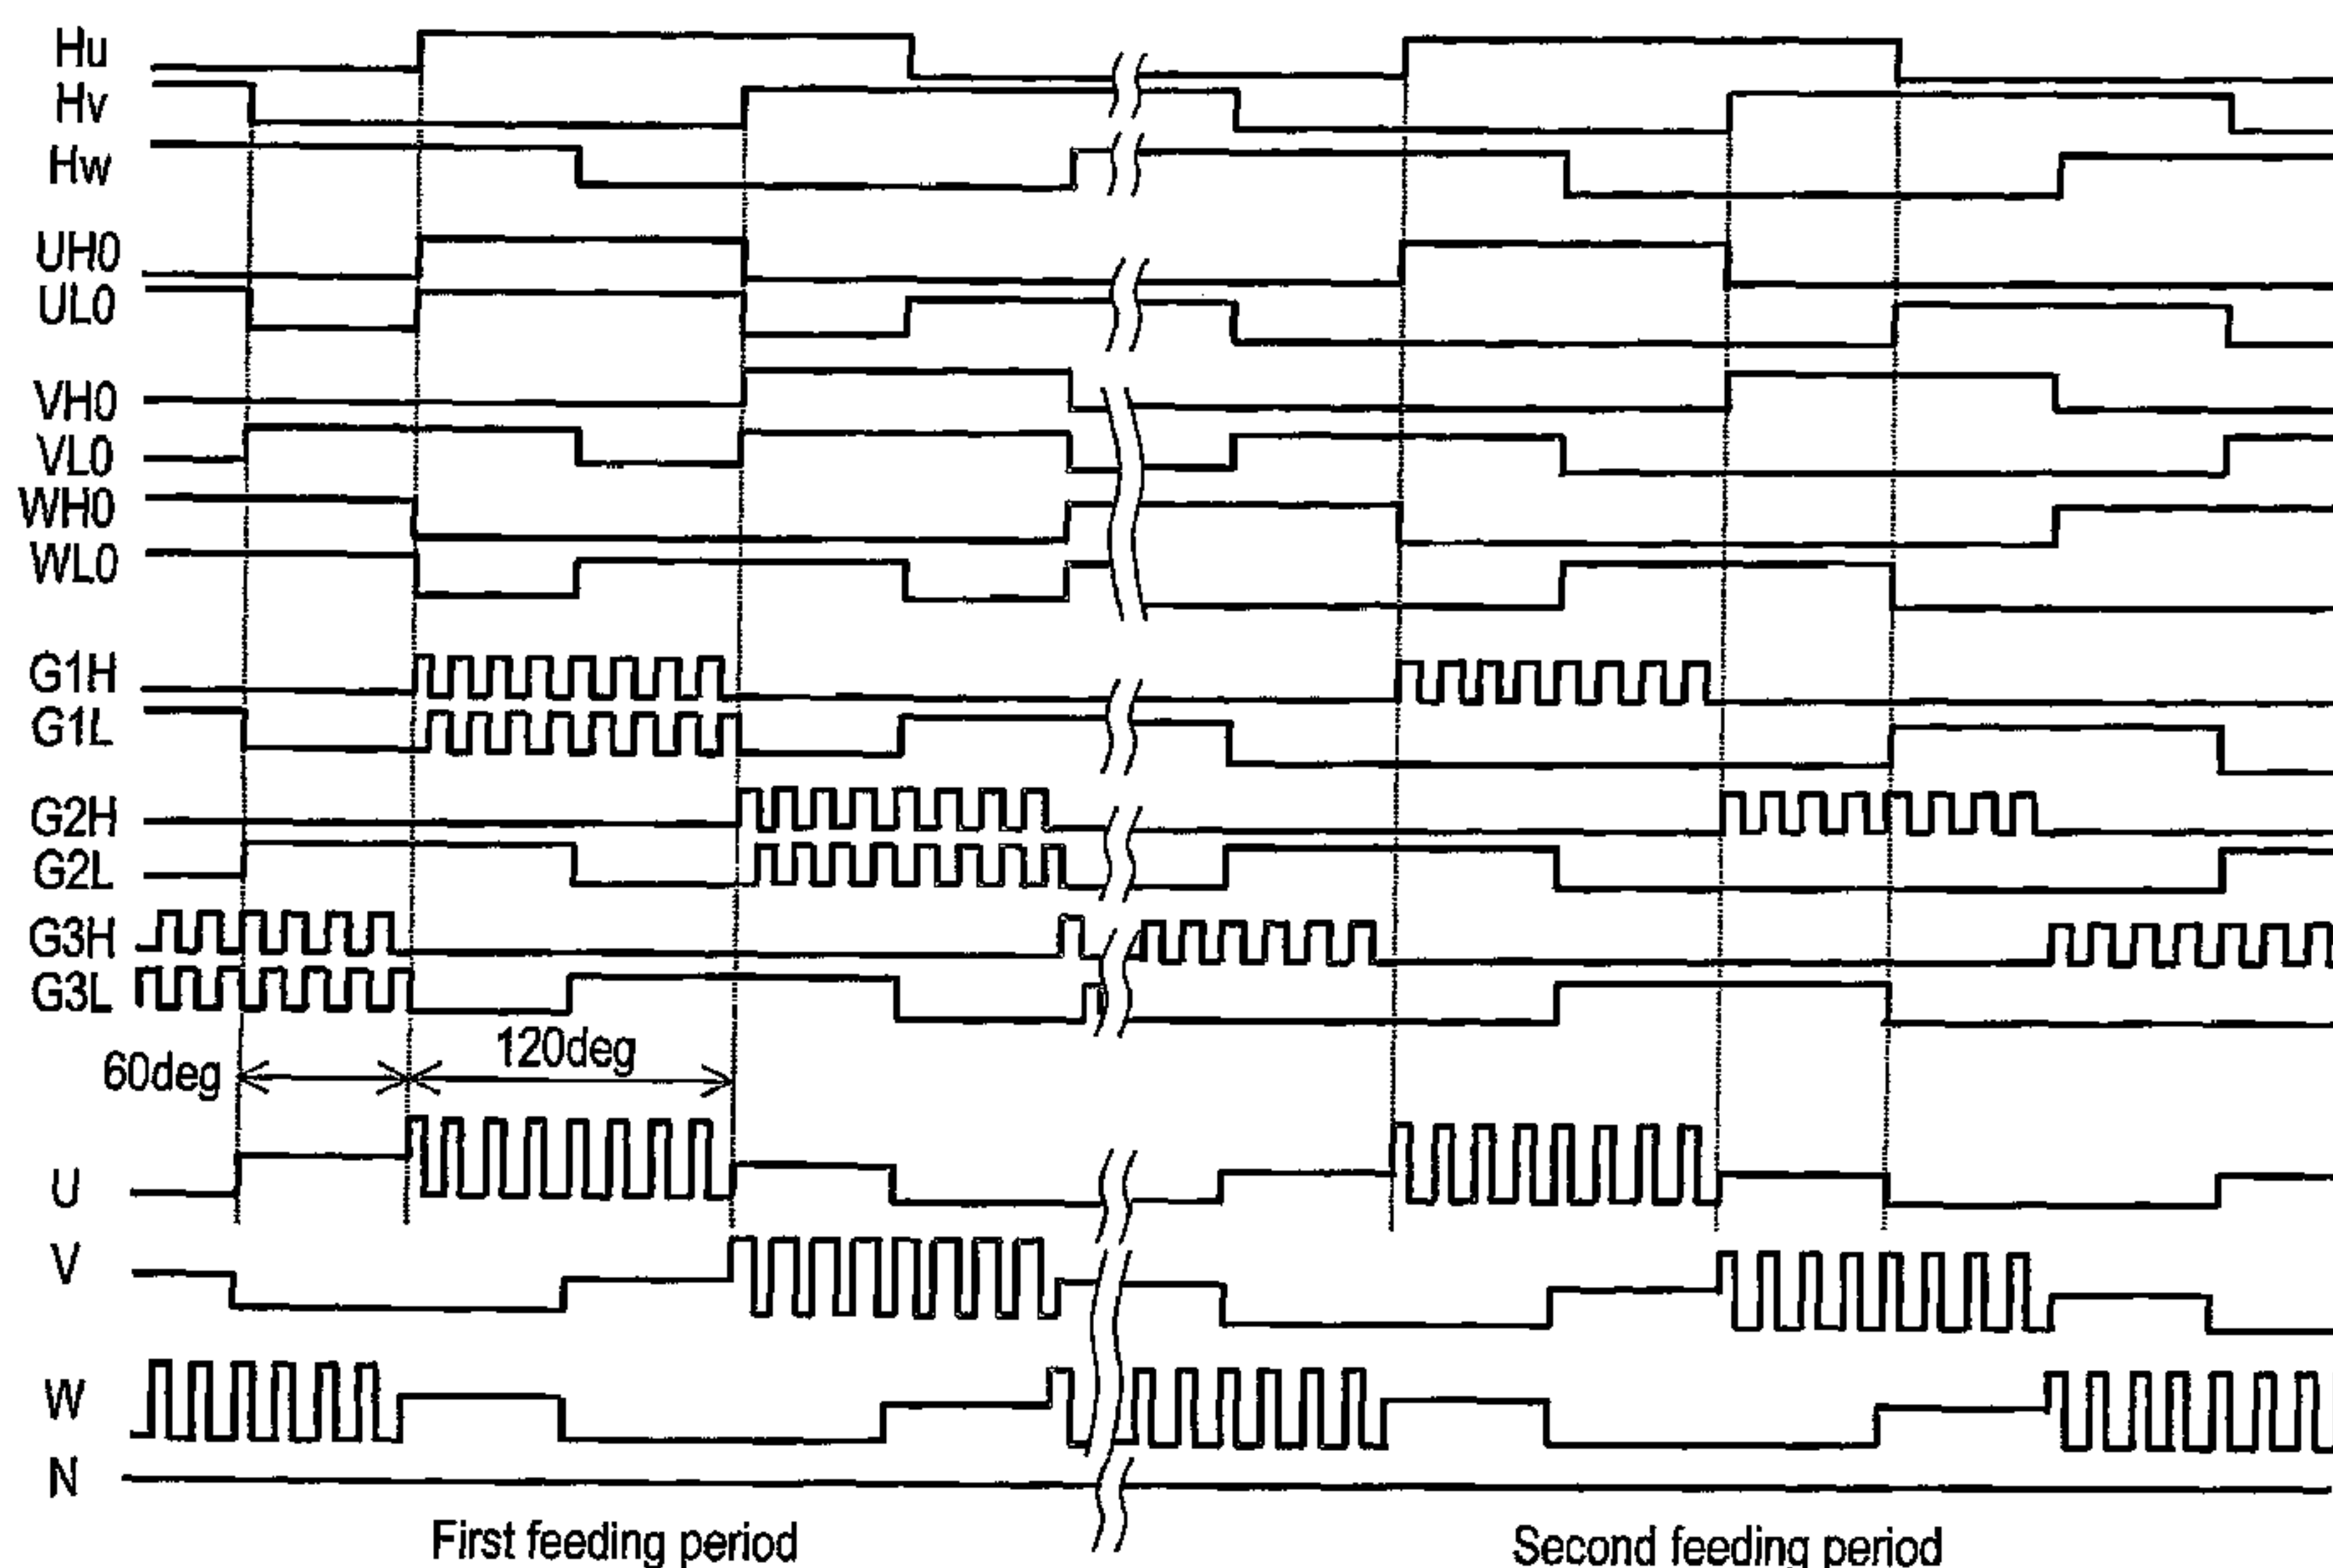 Hu
Hv
Hw
UH0
UL0
VH0
VL0
WH0
WL0
G1H
G1L
G2H
G2L
G3H
G3L
60deg
120deg
U
V
W
N
First feeding period
Second feeding period